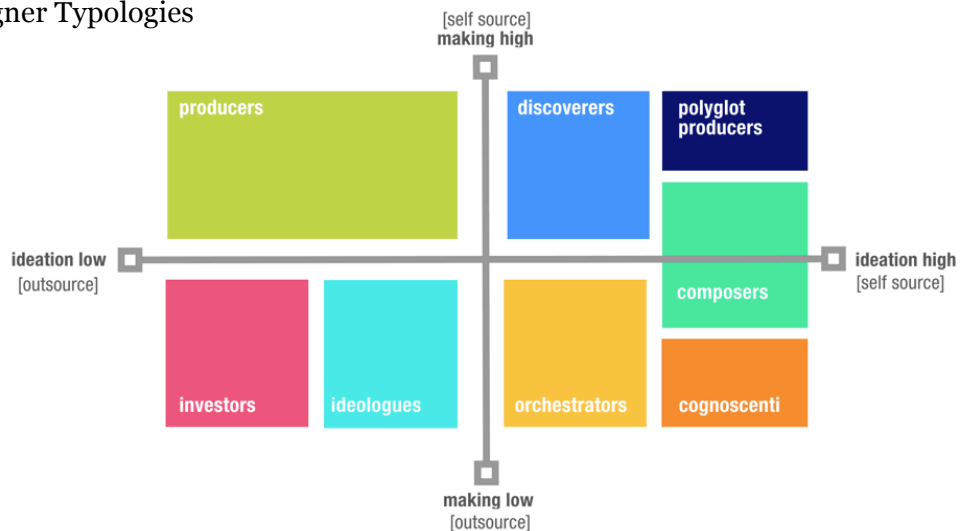 Typologies
[self source]
making high
producers
discoverers
polyglot
producers
ideation low
[outsource]
ideation high
[self source]
composers
investors
ideologues
orchestrators
cognoscenti
making low
[outsource]